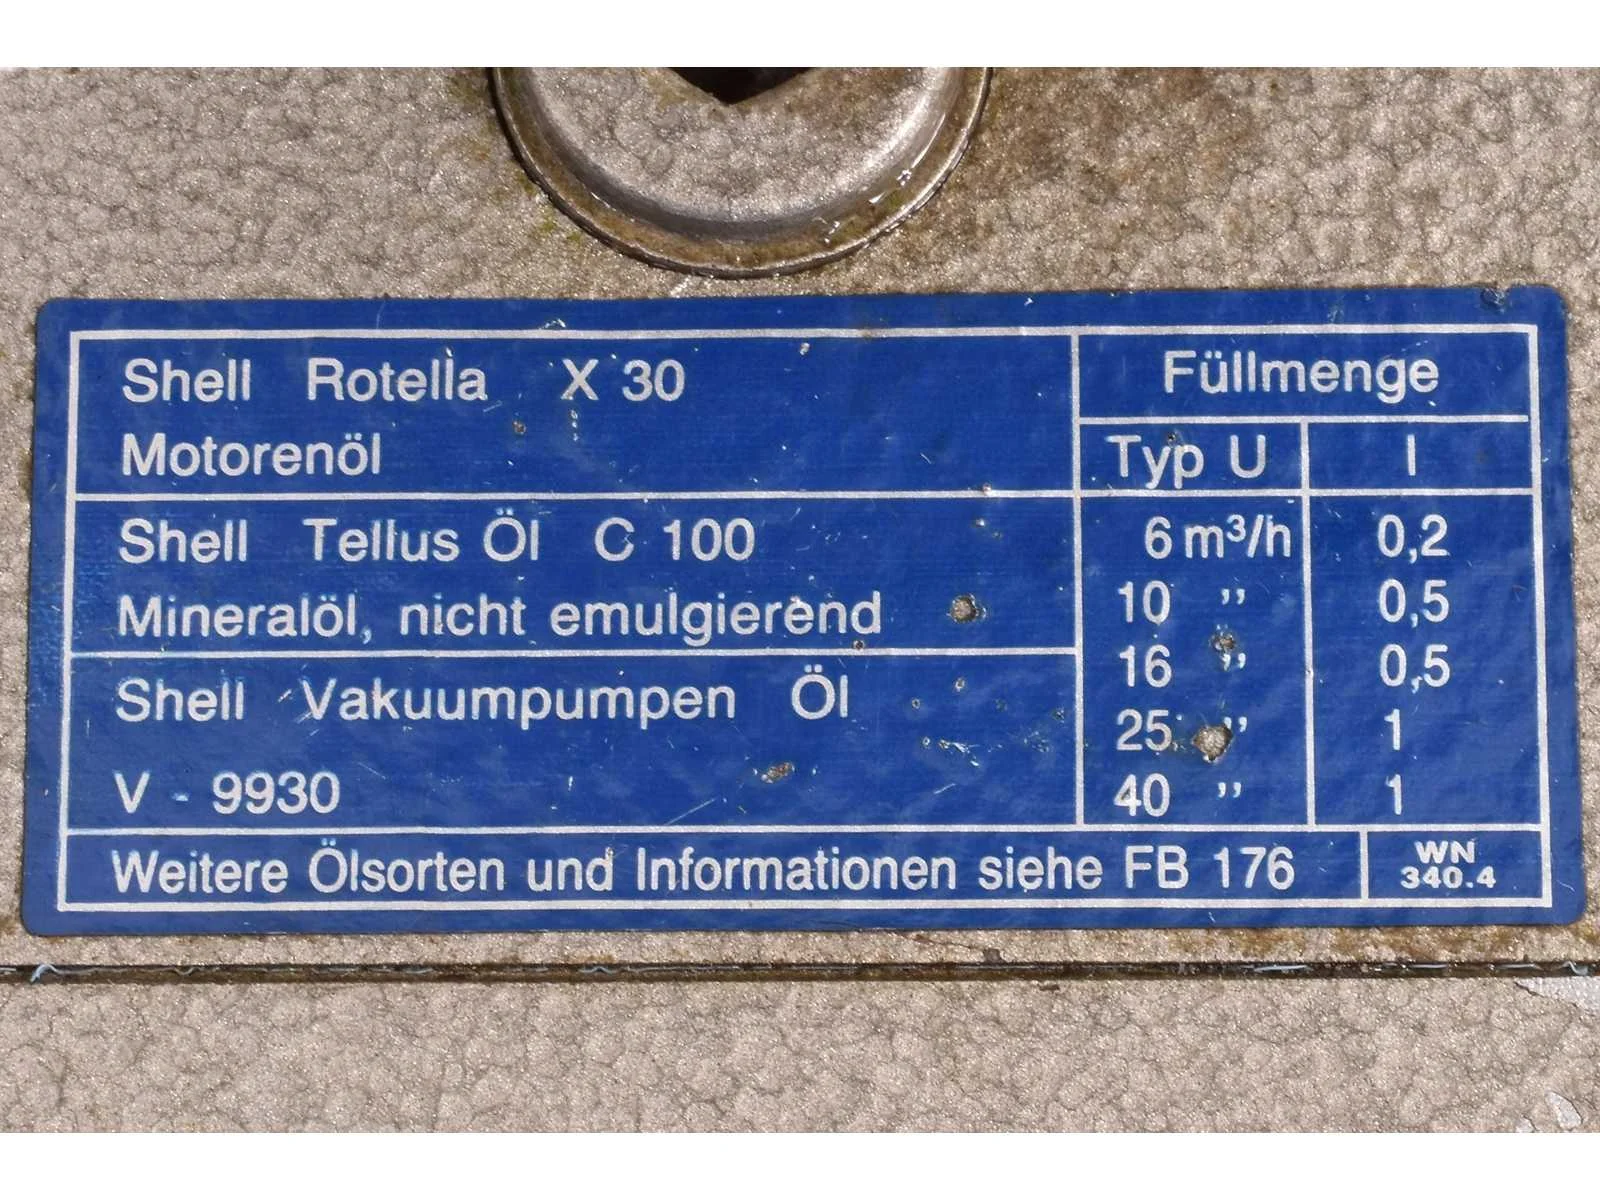 Shell Rotella X 30
Motorenöl
Shell Tellus Öl C 100
Mineralöl, nicht emulgierend
Shell Vakuumpumpen Öl
V - 9930
Füllmenge
Typ U l
6 m³/h 0,2
10 ” 0,5
16 ” 0,5
25 ” 1
40 ” 1
Weitere Ölsorten und Informationen siehe FB 176
WN
340.4